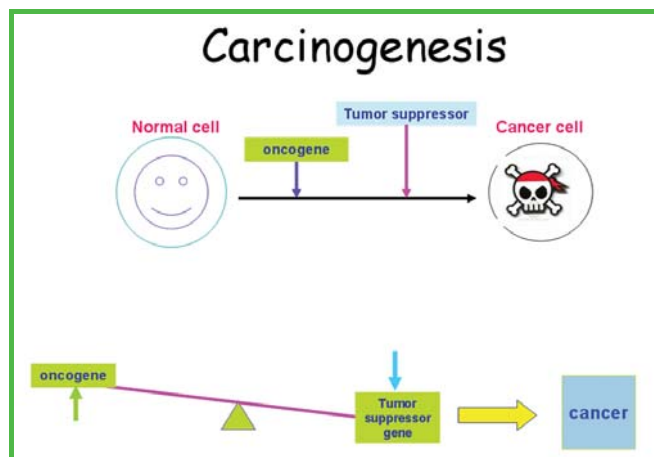 Carcinogenesis
Tumor suppressor
Normal cell
Cancer cell
oncogene
oncogene
Tumor
suppressor
gene
cancer